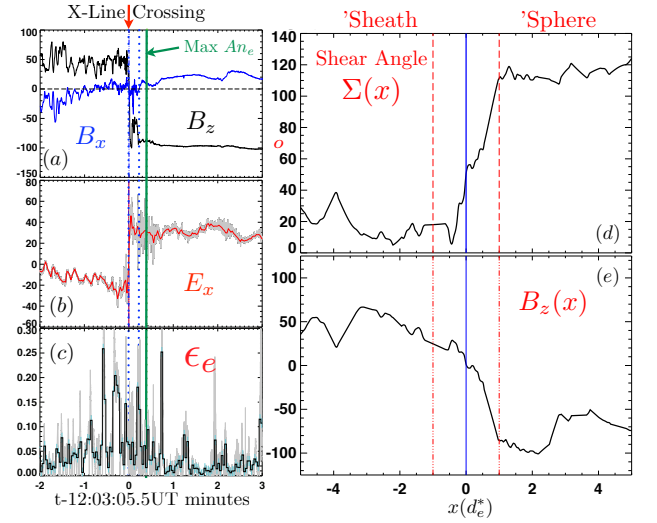 X-Line Crossing
Max An_e
100
50
0
-50
-100
-150
B_x
B_z
(a)
80
60
40
20
0
-20
-40
-60
E_x
(b)
0.30
0.25
0.20
0.15
0.10
0.05
0.00
(c)
ϵ_e
-2 -1 0 1 2 3
t-12:03:05.5UT minutes
'Sheath 'Sphere
140
120
100
80
60
40
20
0
o
Shear Angle
Σ(x)
(d)
100
50
0
-50
-100
(e)
B_z(x)
-4 -2 0 2 4
x(d_e^*)